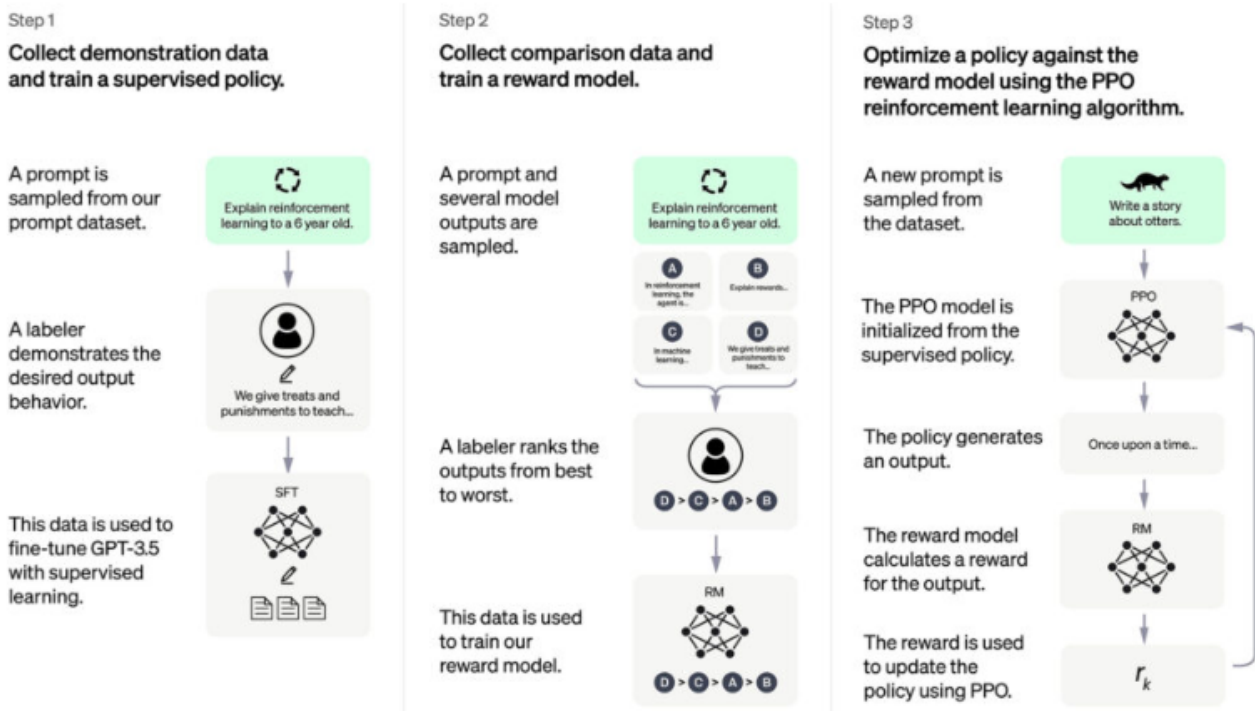 Step 1
Collect demonstration data
and train a supervised policy.
A prompt is
sampled from our
prompt dataset.
Explain reinforcement
learning to a 6 year old.
A labeler
demonstrates the
desired output
behavior.
We give treats and
punishments to teach...
SFT
This data is used to
fine-tune GPT-3.5
with supervised
learning.
Step 2
Collect comparison data and
train a reward model.
A prompt and
several model
outputs are
sampled.
Explain reinforcement
learning to a 6 year old.
A
In reinforcement
learning, the
agent is...
B
Explain rewards...
C
In machine
learning...
D
We give treats and
punishments to
teach...
A labeler ranks the
outputs from best
to worst.
D > C > A > B
RM
This data is used
to train our
reward model.
D > C > A > B
Step 3
Optimize a policy against the
reward model using the PPO
reinforcement learning algorithm.
A new prompt is
sampled from
the dataset.
Write a story
about otters.
PPO
The PPO model is
initialized from the
supervised policy.
The policy generates
an output.
Once upon a time...
RM
The reward model
calculates a reward
for the output.
The reward is used
to update the
policy using PPO.
rₖ